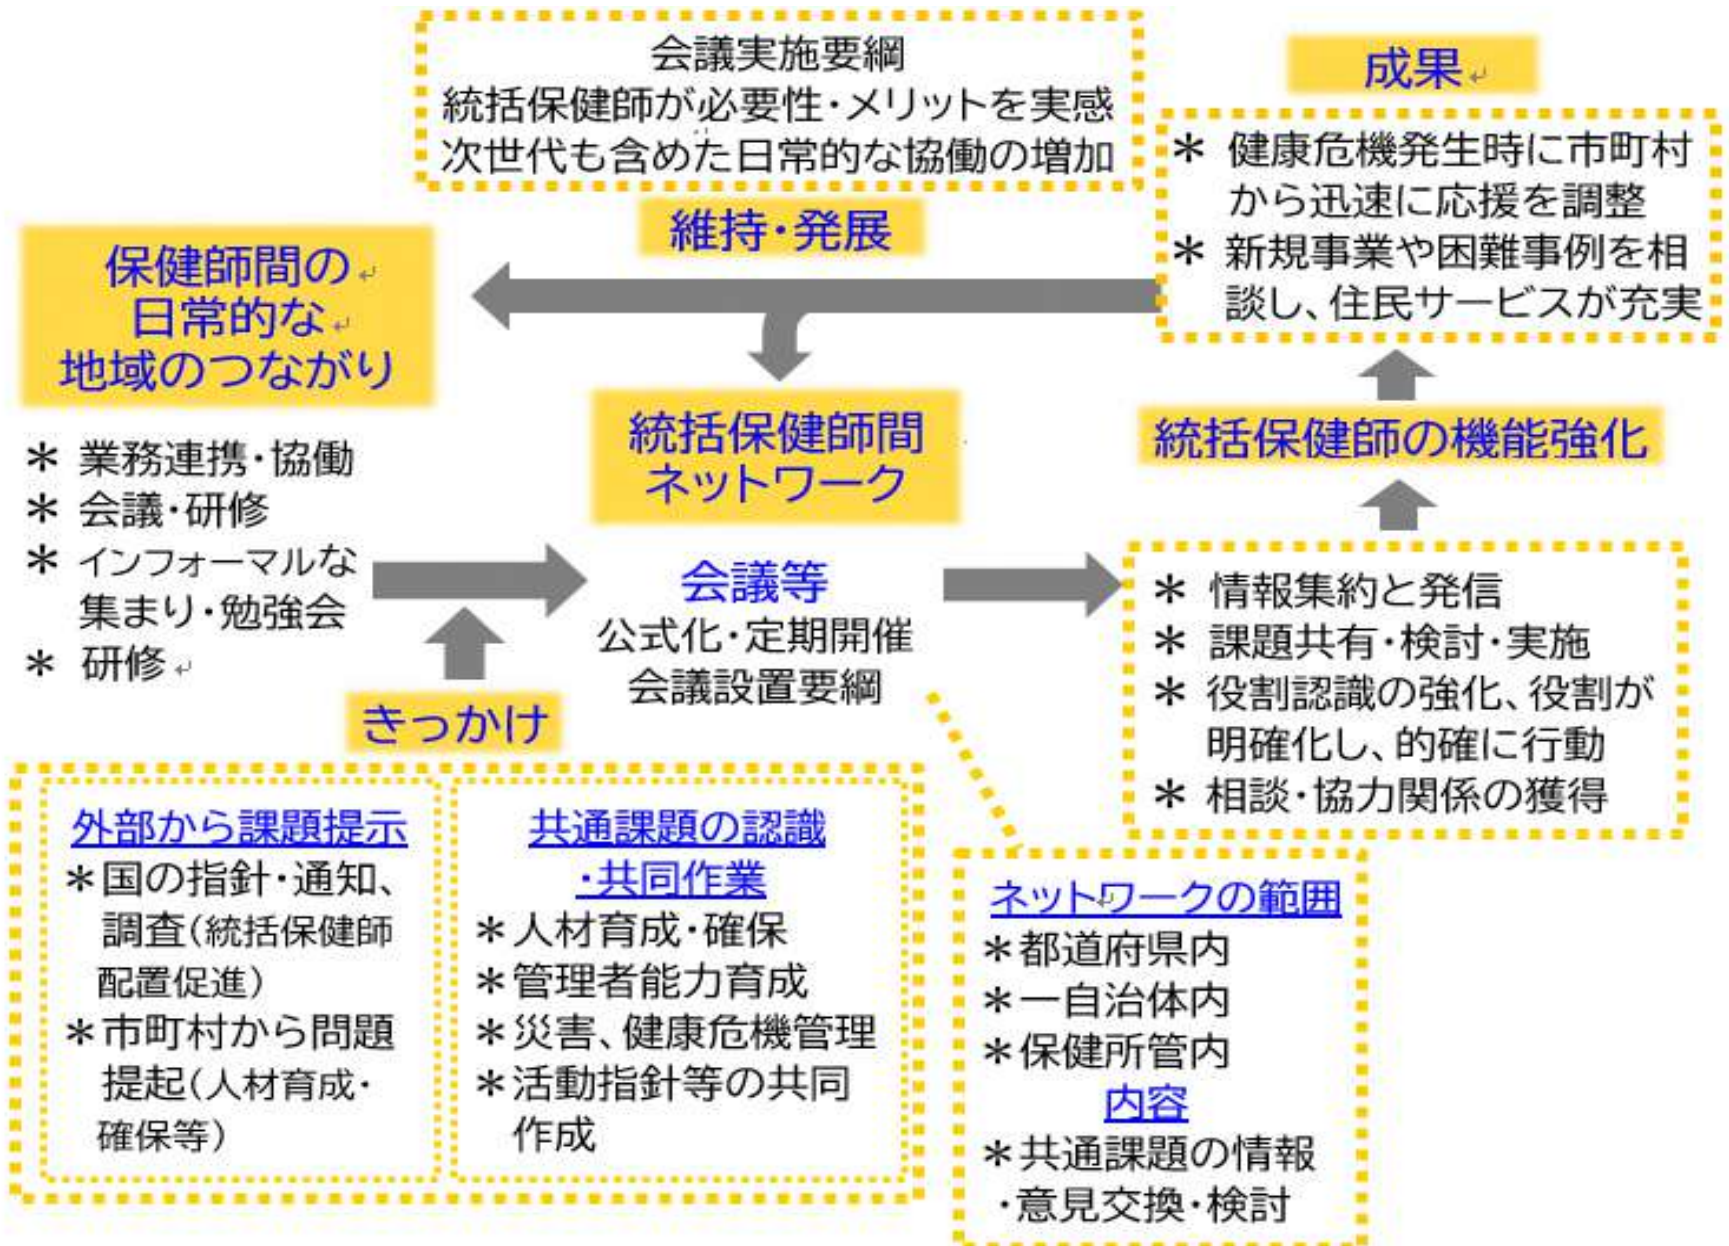 会議実施要綱
統括保健師が必要性・メリットを実感
次世代も含めた日常的な協働の増加
維持・発展
成果
＊ 健康危機発生時に市町村
から迅速に応援を調整
＊ 新規事業や困難事例を相
談し、住民サービスが充実
保健師間の
日常的な
地域のつながり
＊ 業務連携・協働
＊ 会議・研修
＊ インフォーマルな
集まり・勉強会
＊ 研修
統括保健師間
ネットワーク
会議等
公式化・定期開催
会議設置要綱
統括保健師の機能強化
＊ 情報集約と発信
＊ 課題共有・検討・実施
＊ 役割認識の強化、役割が
明確化し、的確に行動
＊ 相談・協力関係の獲得
きっかけ
外部から課題提示
＊国の指針・通知、
調査(統括保健師
配置促進)
＊市町村から問題
提起(人材育成・
確保等)
共通課題の認識
・共同作業
＊人材育成・確保
＊管理者能力育成
＊災害、健康危機管理
＊活動指針等の共同
作成
ネットワークの範囲
＊都道府県内
＊一自治体内
＊保健所管内
内容
＊共通課題の情報
・意見交換・検討